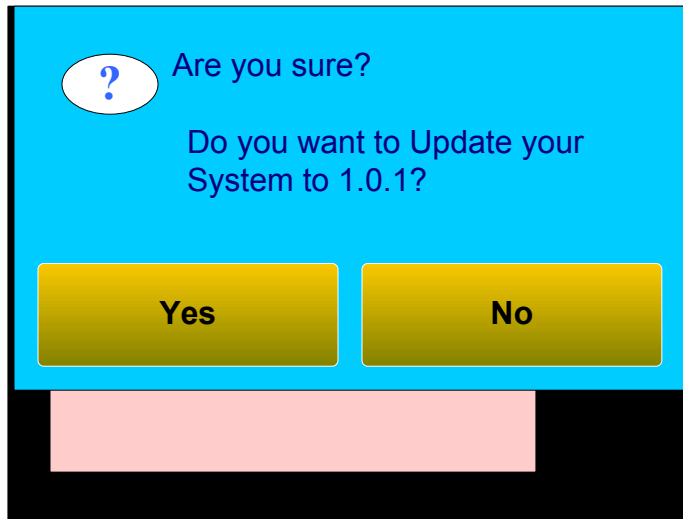 ?
Are you sure?
Do you want to Update your
System to 1.0.1?
Yes
No